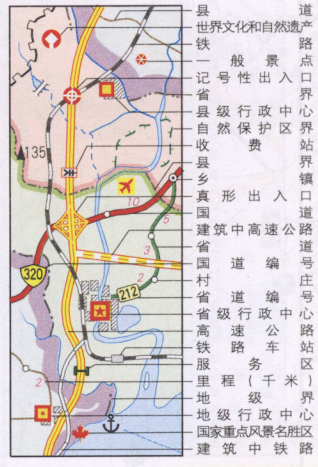 县道
世界文化和自然遗产
铁路
一般景点
记号性出入口
省界
县级行政中心
自然保护区界
收费站
县界
乡镇
真形出入口
国道
建筑中高速公路
省道
国道编号
村庄
省道编号
省级行政中心
高速公路
铁路车站
服务区
里程(千米)
地级界
地级行政中心
国家重点风景名胜区
建筑中铁路
135
10
5
3
2
320
212
2